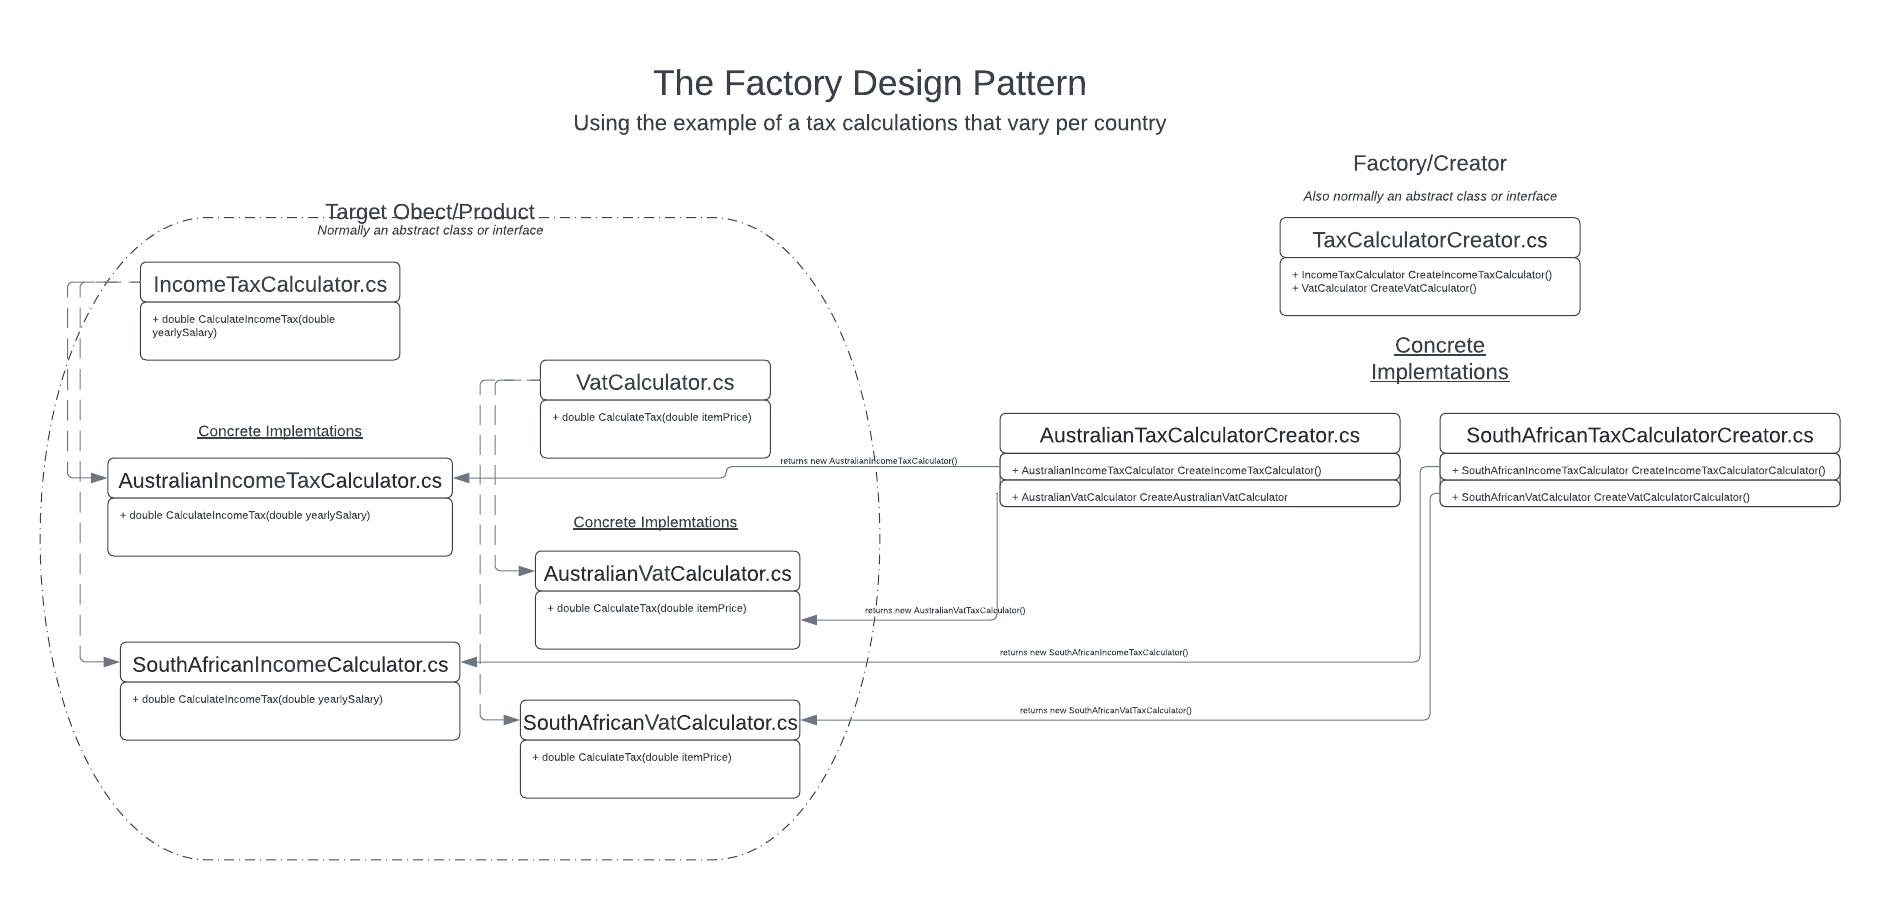 The Factory Design Pattern
Using the example of a tax calculations that vary per country
Factory/Creator
Also normally an abstract class or interface
TaxCalculatorCreator.cs
+ IncomeTaxCalculator CreateIncomeTaxCalculator()
+ VatCalculator CreateVatCalculator()
Target Obect/Product
Normally an abstract class or interface
IncomeTaxCalculator.cs
+ double CalculateIncomeTax(double
yearlySalary)
VatCalculator.cs
+ double CalculateTax(double itemPrice)
Concrete Implemtations
AustralianIncomeTaxCalculator.cs
+ double CalculateIncomeTax(double yearlySalary)
Concrete Implemtations
AustralianVatCalculator.cs
+ double CalculateTax(double itemPrice)
SouthAfricanIncomeCalculator.cs
+ double CalculateIncomeTax(double yearlySalary)
SouthAfricanVatCalculator.cs
+ double CalculateTax(double itemPrice)
Concrete
Implemtations
AustralianTaxCalculatorCreator.cs
+ AustralianIncomeTaxCalculator CreateIncomeTaxCalculator()
+ AustralianVatCalculator CreateAustralianVatCalculator
SouthAfricanTaxCalculatorCreator.cs
+ SouthAfricanIncomeTaxCalculator CreateIncomeTaxCalculatorCalculator()
+ SouthAfricanVatCalculator CreateVatCalculatorCalculator()
returns new AustralianIncomeTaxCalculator()
returns new AustralianVatTaxCalculator()
returns new SouthAfricanIncomeTaxCalculator()
returns new SouthAfricanVatTaxCalculator()